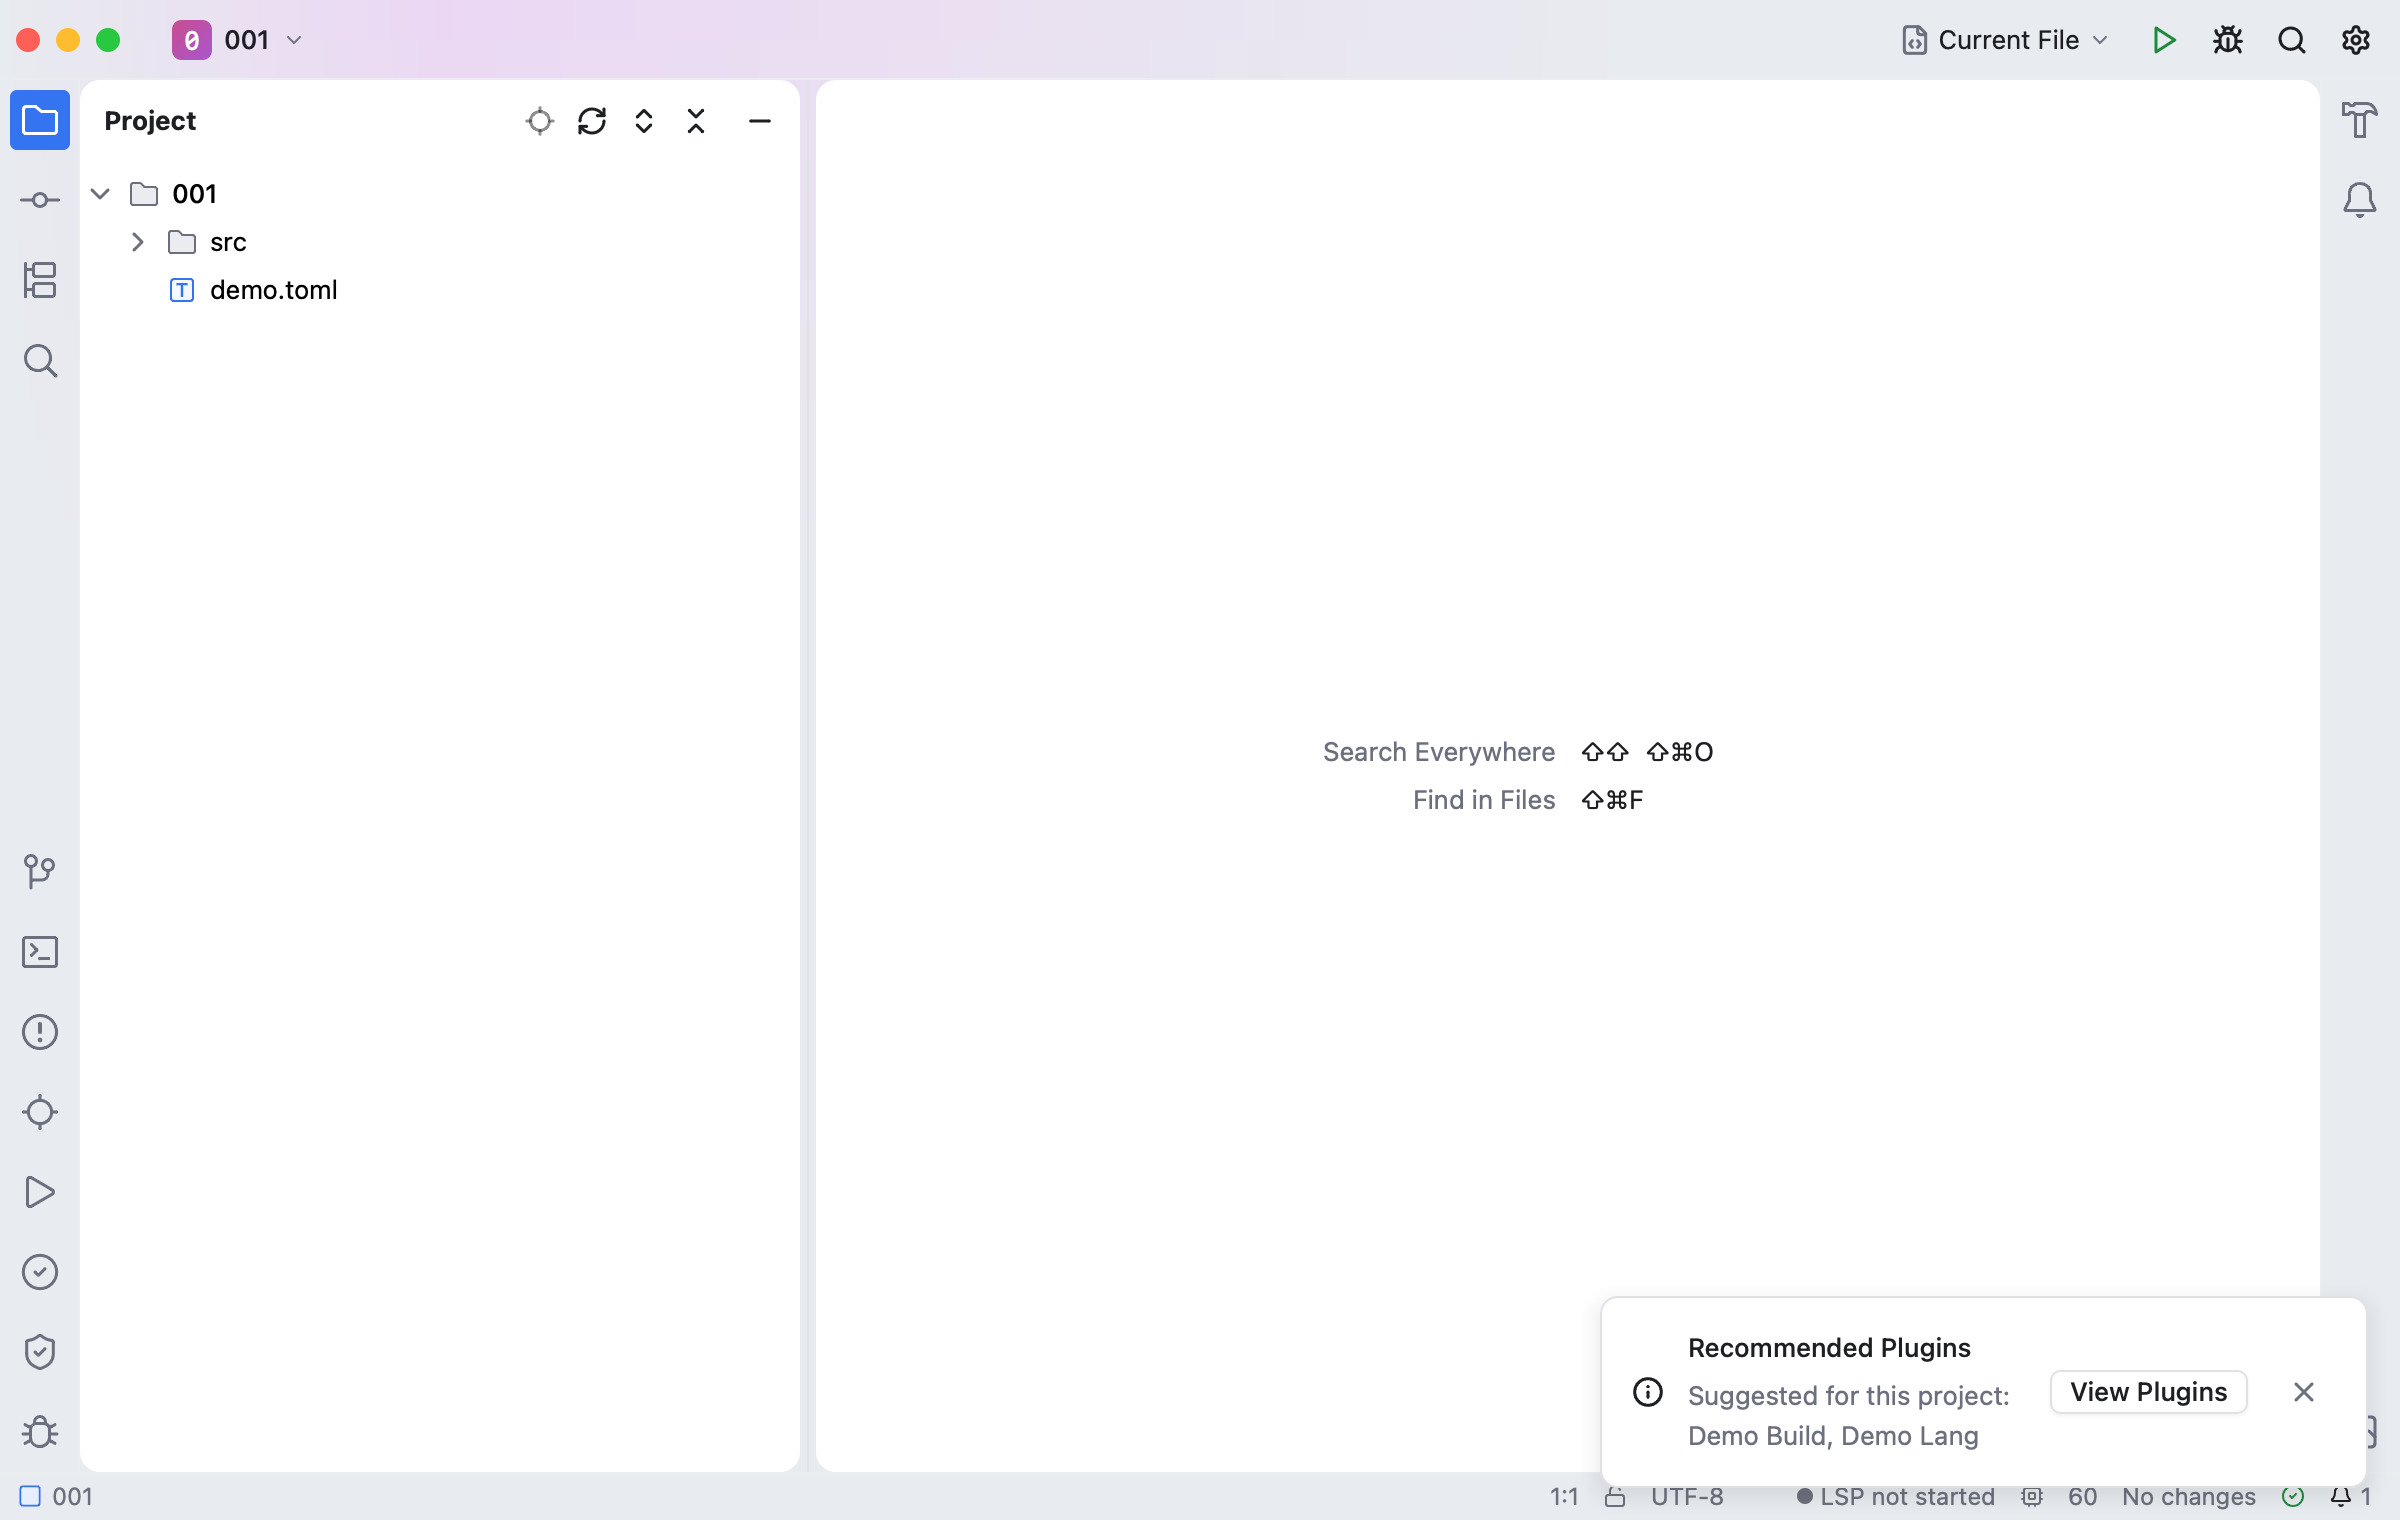 0 001
Current File
Project
001
src
T demo.toml
Search Everywhere ⇧⇧ ⇧⌘O
Find in Files ⇧⌘F
Recommended Plugins
Suggested for this project:
Demo Build, Demo Lang
View Plugins
001
1:1
UTF-8
LSP not started
60
No changes
1